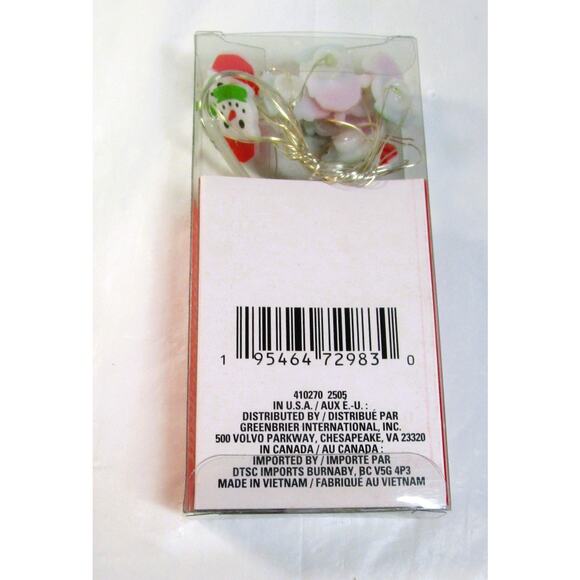 1 95464 72983 0
410270 2505
IN U.S.A. / AUX E.-U. :
DISTRIBUTED BY / DISTRIBUÉ PAR
GREENBRIER INTERNATIONAL, INC.
500 VOLVO PARKWAY, CHESAPEAKE, VA 23320
IN CANADA / AU CANADA :
IMPORTED BY / IMPORTÉ PAR
DTSC IMPORTS BURNABY, BC V5G 4P3
MADE IN VIETNAM / FABRIQUÉ AU VIETNAM